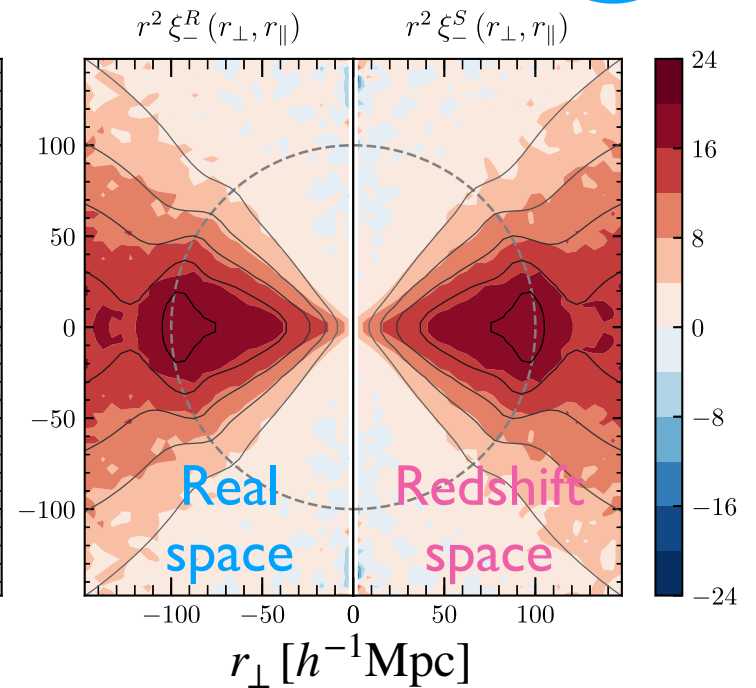 r² ξ₋ᴿ (r⊥, r∥) r² ξ₋ˢ (r⊥, r∥)
24
16
8
0
−8
−16
−24
100
50
0
−50
−100
Real
space
Redshift
space
−100 −50 0 50 100
r⊥ [h⁻¹Mpc]